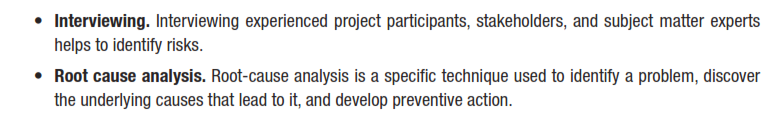 • Interviewing. Interviewing experienced project participants, stakeholders, and subject matter experts
helps to identify risks.
• Root cause analysis. Root-cause analysis is a specific technique used to identify a problem, discover
the underlying causes that lead to it, and develop preventive action.